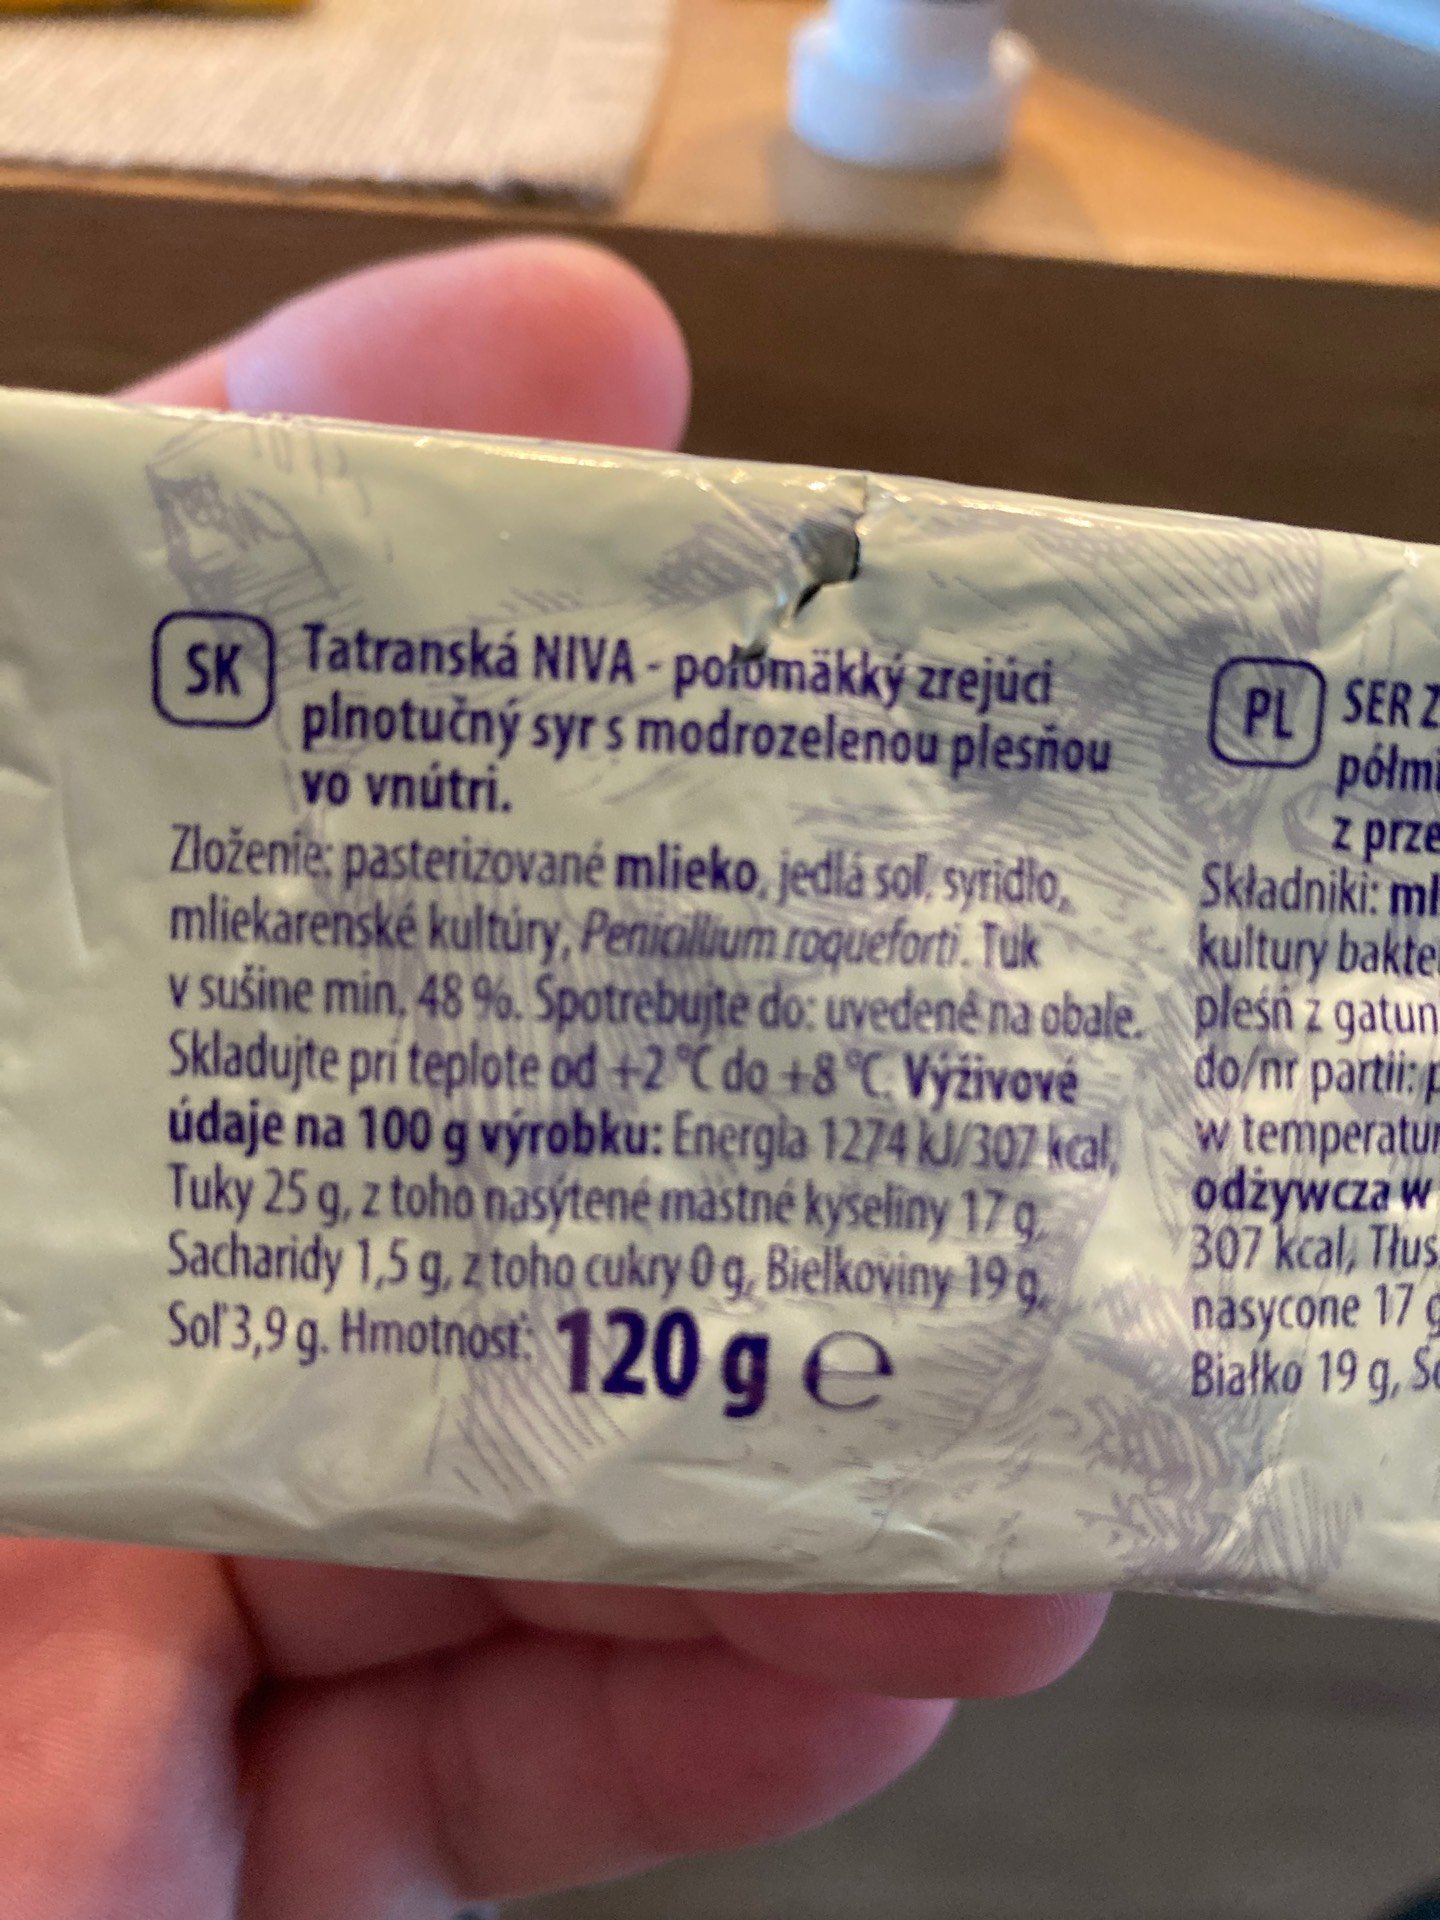 SK Tatranská NIVA - polomäkký zrejúci
plnotučný syr s modrozelenou plesňou
vo vnútri.
Zloženie: pasterizované mlieko, jedlá soľ, syridlo,
mliekarenské kultúry, Penicillium roqueforti. Tuk
v sušine min. 48 %. Spotrebujte do: uvedené na obale.
Skladujte pri teplote od +2 °C do +8 °C. Výživové
údaje na 100 g výrobku: Energia 1274 kJ/307 kcal,
Tuky 25 g, z toho nasýtené mastné kyseliny 17 g,
Sacharidy 1,5 g, z toho cukry 0 g, Bielkoviny 19 g,
Soľ 3,9 g. Hmotnosť: 120 g ℮
PL SER Z
półmi
z prze
Składniki: ml
kultury bakte
pleśń z gatun
do/nr partii: p
w temperatur
odżywcza w
307 kcal, Tłus
nasycone 17 g
Białko 19 g, So